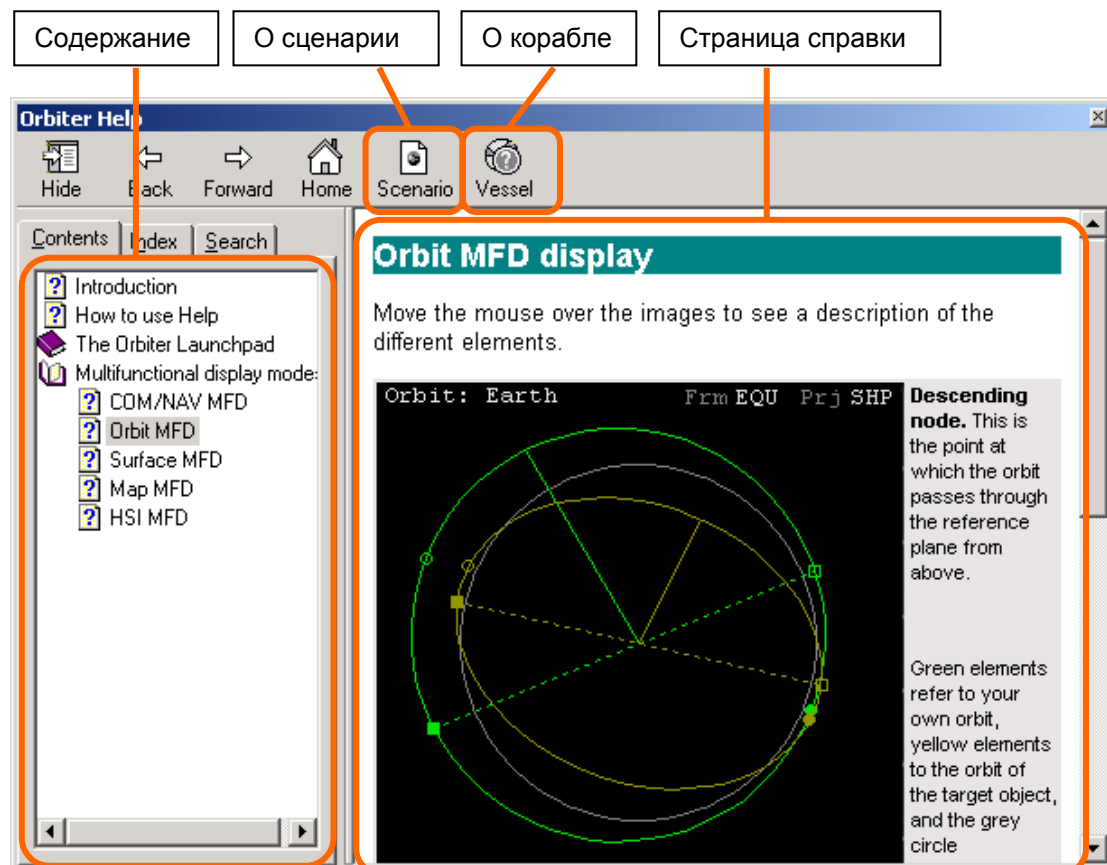 Содержание
О сценарии
О корабле
Страница справки
Orbiter Help
Hide
Back
Forward
Home
Scenario
Vessel
Contents
Index
Search
Introduction
How to use Help
The Orbiter Launchpad
Multifunctional display mode:
COM/NAV MFD
Orbit MFD
Surface MFD
Map MFD
HSI MFD
Orbit MFD display
Move the mouse over the images to see a description of the
different elements.
Orbit: Earth
Frm EQU
Prj SHP
Descending
node. This is
the point at
which the orbit
passes through
the reference
plane from
above.
Green elements
refer to your
own orbit,
yellow elements
to the orbit of
the target object,
and the grey
circle